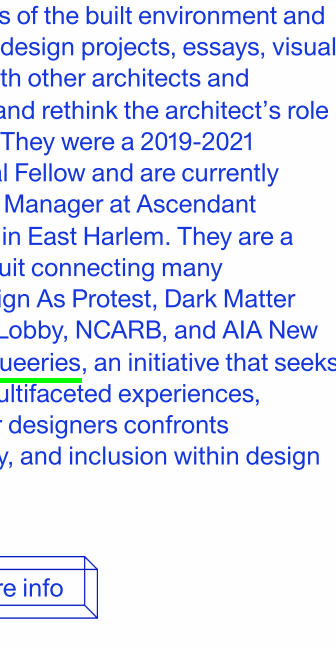 s of the built environment and
design projects, essays, visual
th other architects and
and rethink the architect's role
They were a 2019-2021
l Fellow and are currently
Manager at Ascendant
in East Harlem. They are a
uit connecting many
ign As Protest, Dark Matter
Lobby, NCARB, and AIA New
ueeries, an initiative that seeks
ultifaceted experiences,
r designers confronts
y, and inclusion within design
re info